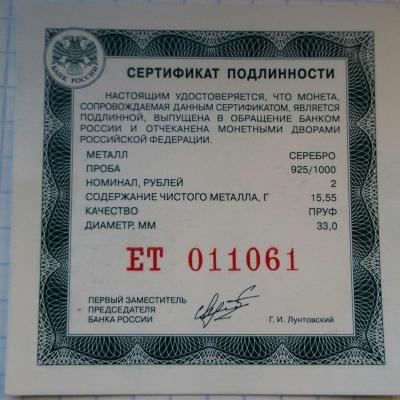 БАНК РОССИИ
СЕРТИФИКАТ ПОДЛИННОСТИ
НАСТОЯЩИМ УДОСТОВЕРЯЕТСЯ, ЧТО МОНЕТА,
СОПРОВОЖДАЕМАЯ ДАННЫМ СЕРТИФИКАТОМ, ЯВЛЯЕТСЯ
ПОДЛИННОЙ, ВЫПУЩЕНА В ОБРАЩЕНИЕ БАНКОМ
РОССИИ И ОТЧЕКАНЕНА МОНЕТНЫМИ ДВОРАМИ
РОССИЙСКОЙ ФЕДЕРАЦИИ.
МЕТАЛЛ СЕРЕБРО
ПРОБА 925/1000
НОМИНАЛ, РУБЛЕЙ 2
СОДЕРЖАНИЕ ЧИСТОГО МЕТАЛЛА, Г 15,55
КАЧЕСТВО ПРУФ
ДИАМЕТР, ММ 33,0
ЕТ 011061
ПЕРВЫЙ ЗАМЕСТИТЕЛЬ
ПРЕДСЕДАТЕЛЯ
БАНКА РОССИИ Г. И. Лунтовский